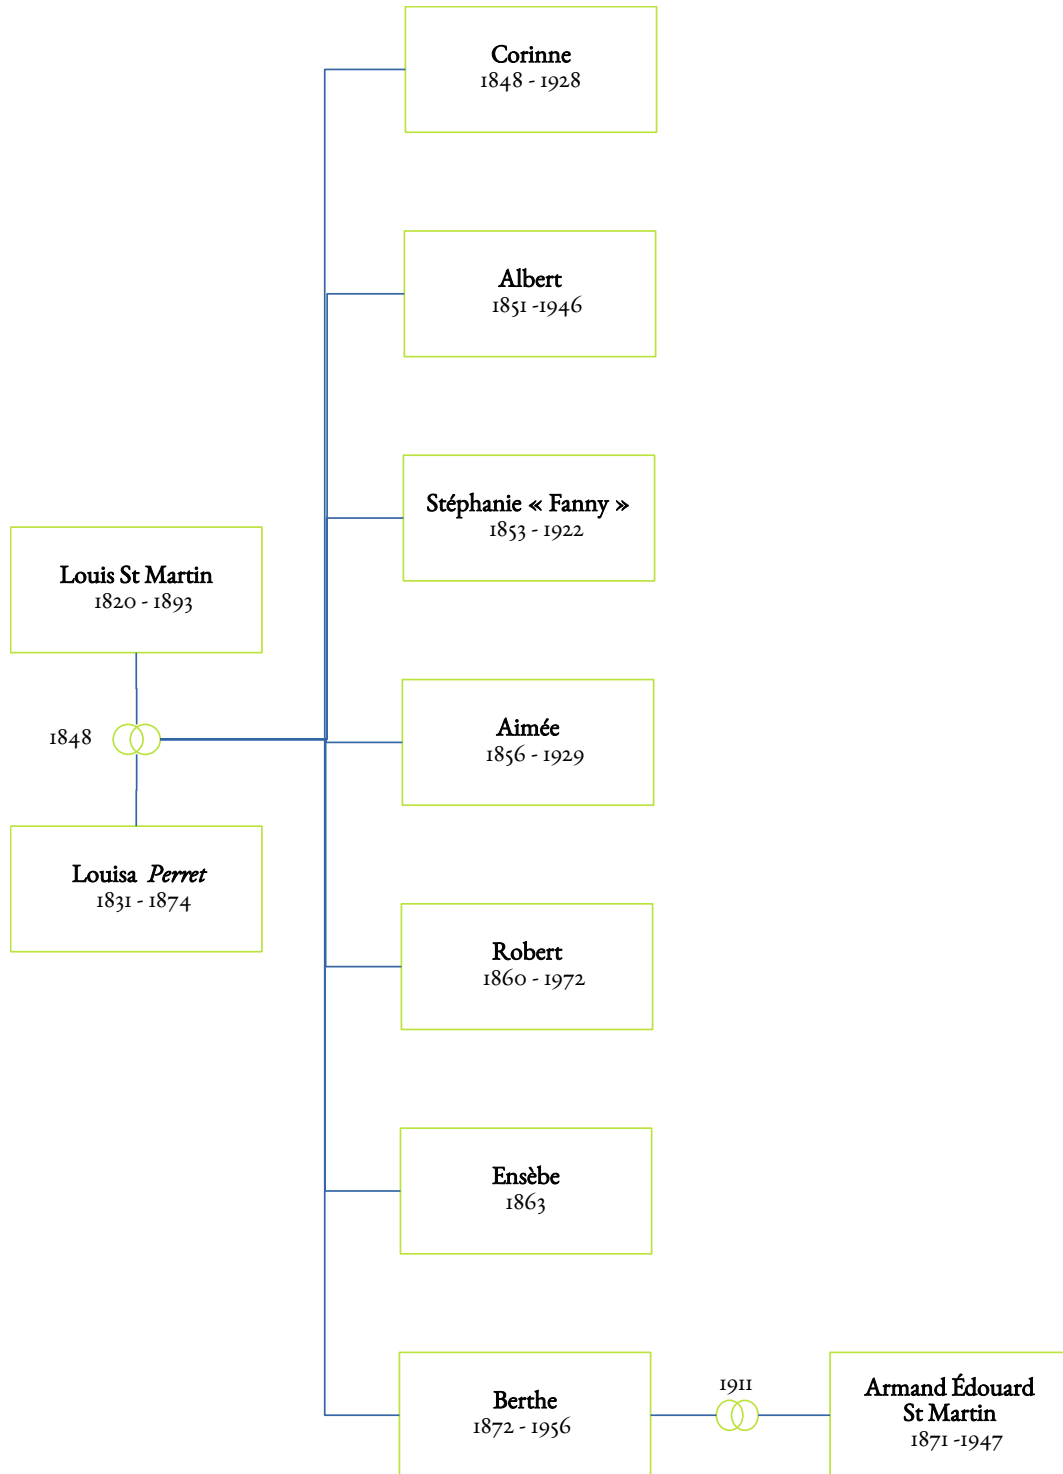 Corinne
1848 - 1928
Albert
1851 -1946
Stéphanie « Fanny »
1853 - 1922
Louis St Martin
1820 - 1893
1848
Aimée
1856 - 1929
Louisa Perret
1831 - 1874
Robert
1860 - 1972
Ensèbe
1863
Berthe
1872 - 1956
1911
Armand Édouard
St Martin
1871 -1947